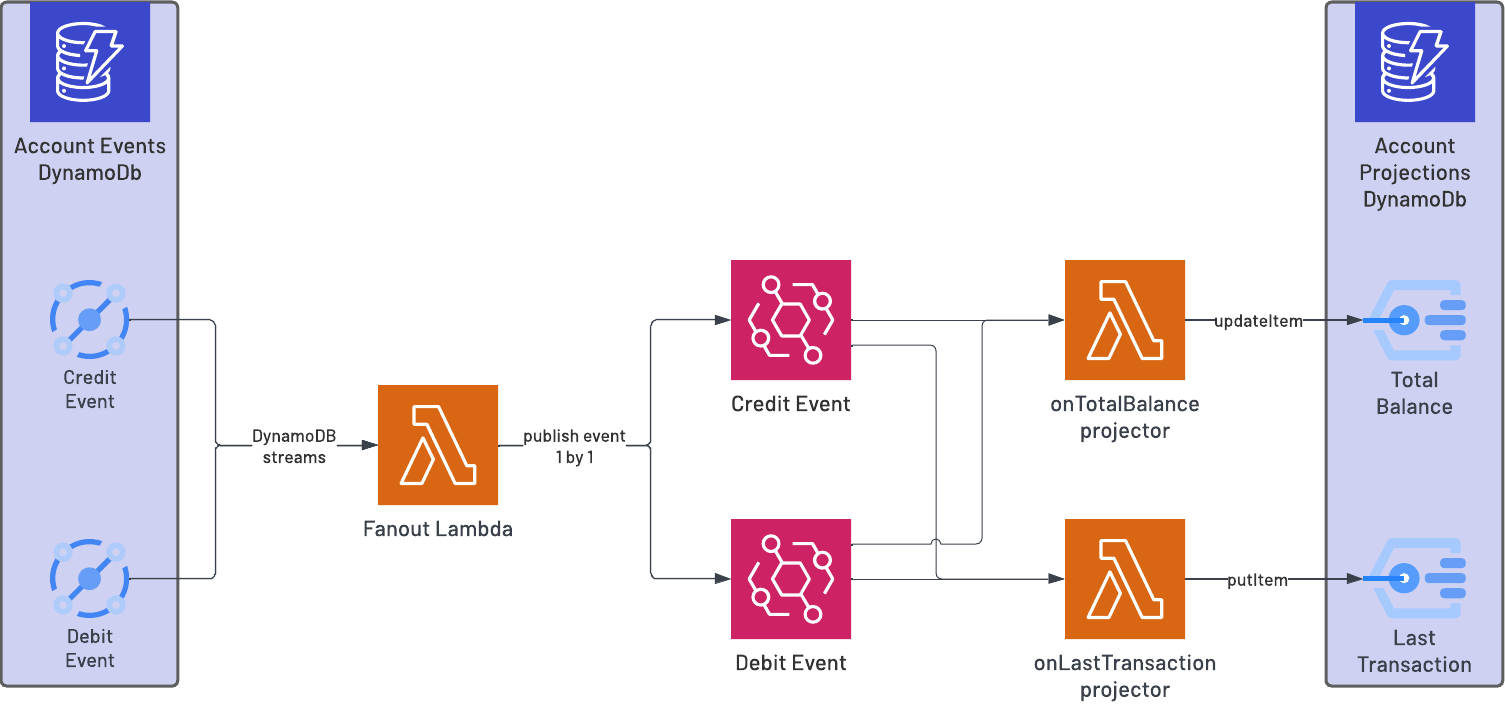 Account Events
DynamoDb
Credit
Event
Debit
Event
DynamoDB
streams
Fanout Lambda
publish event
1 by 1
Credit Event
Debit Event
onTotalBalance
projector
onLastTransaction
projector
updateItem
putItem
Account
Projections
DynamoDb
Total
Balance
Last
Transaction